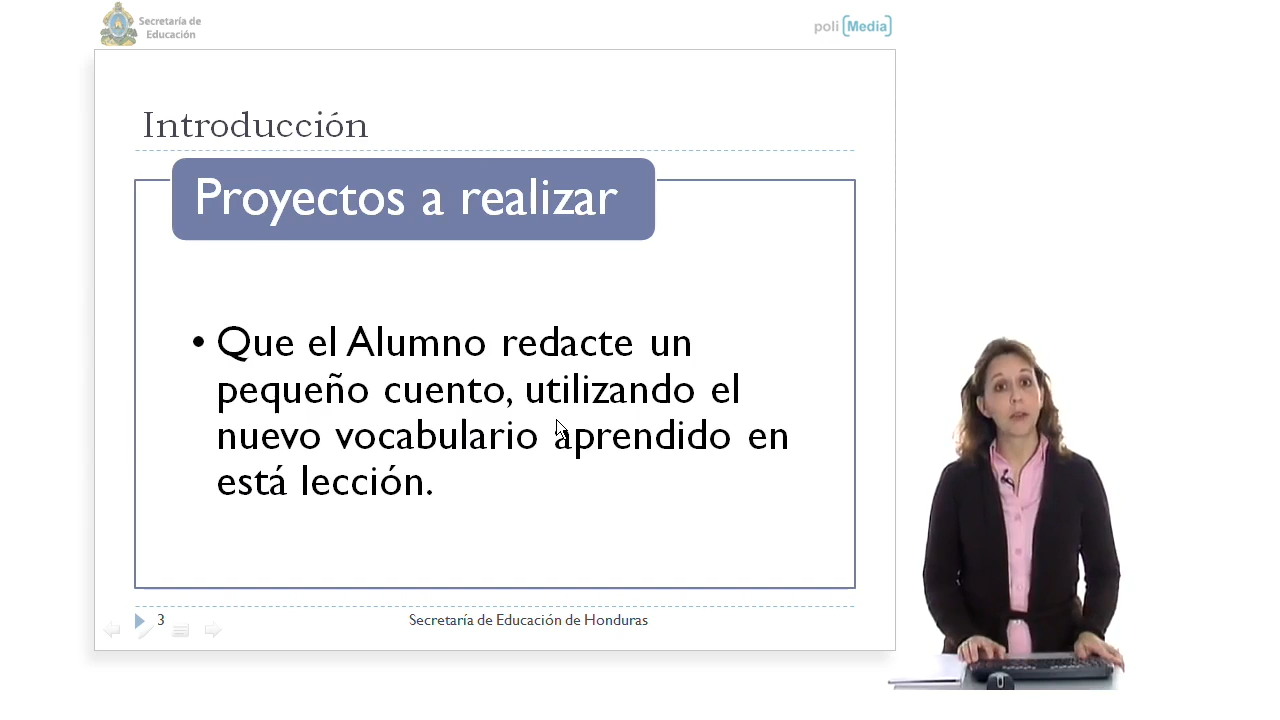 Secretaría de
Educación
poli [Media]
Introducción
Proyectos a realizar
• Que el Alumno redacte un
pequeño cuento, utilizando el
nuevo vocabulario aprendido en
está lección.
3
Secretaría de Educación de Honduras